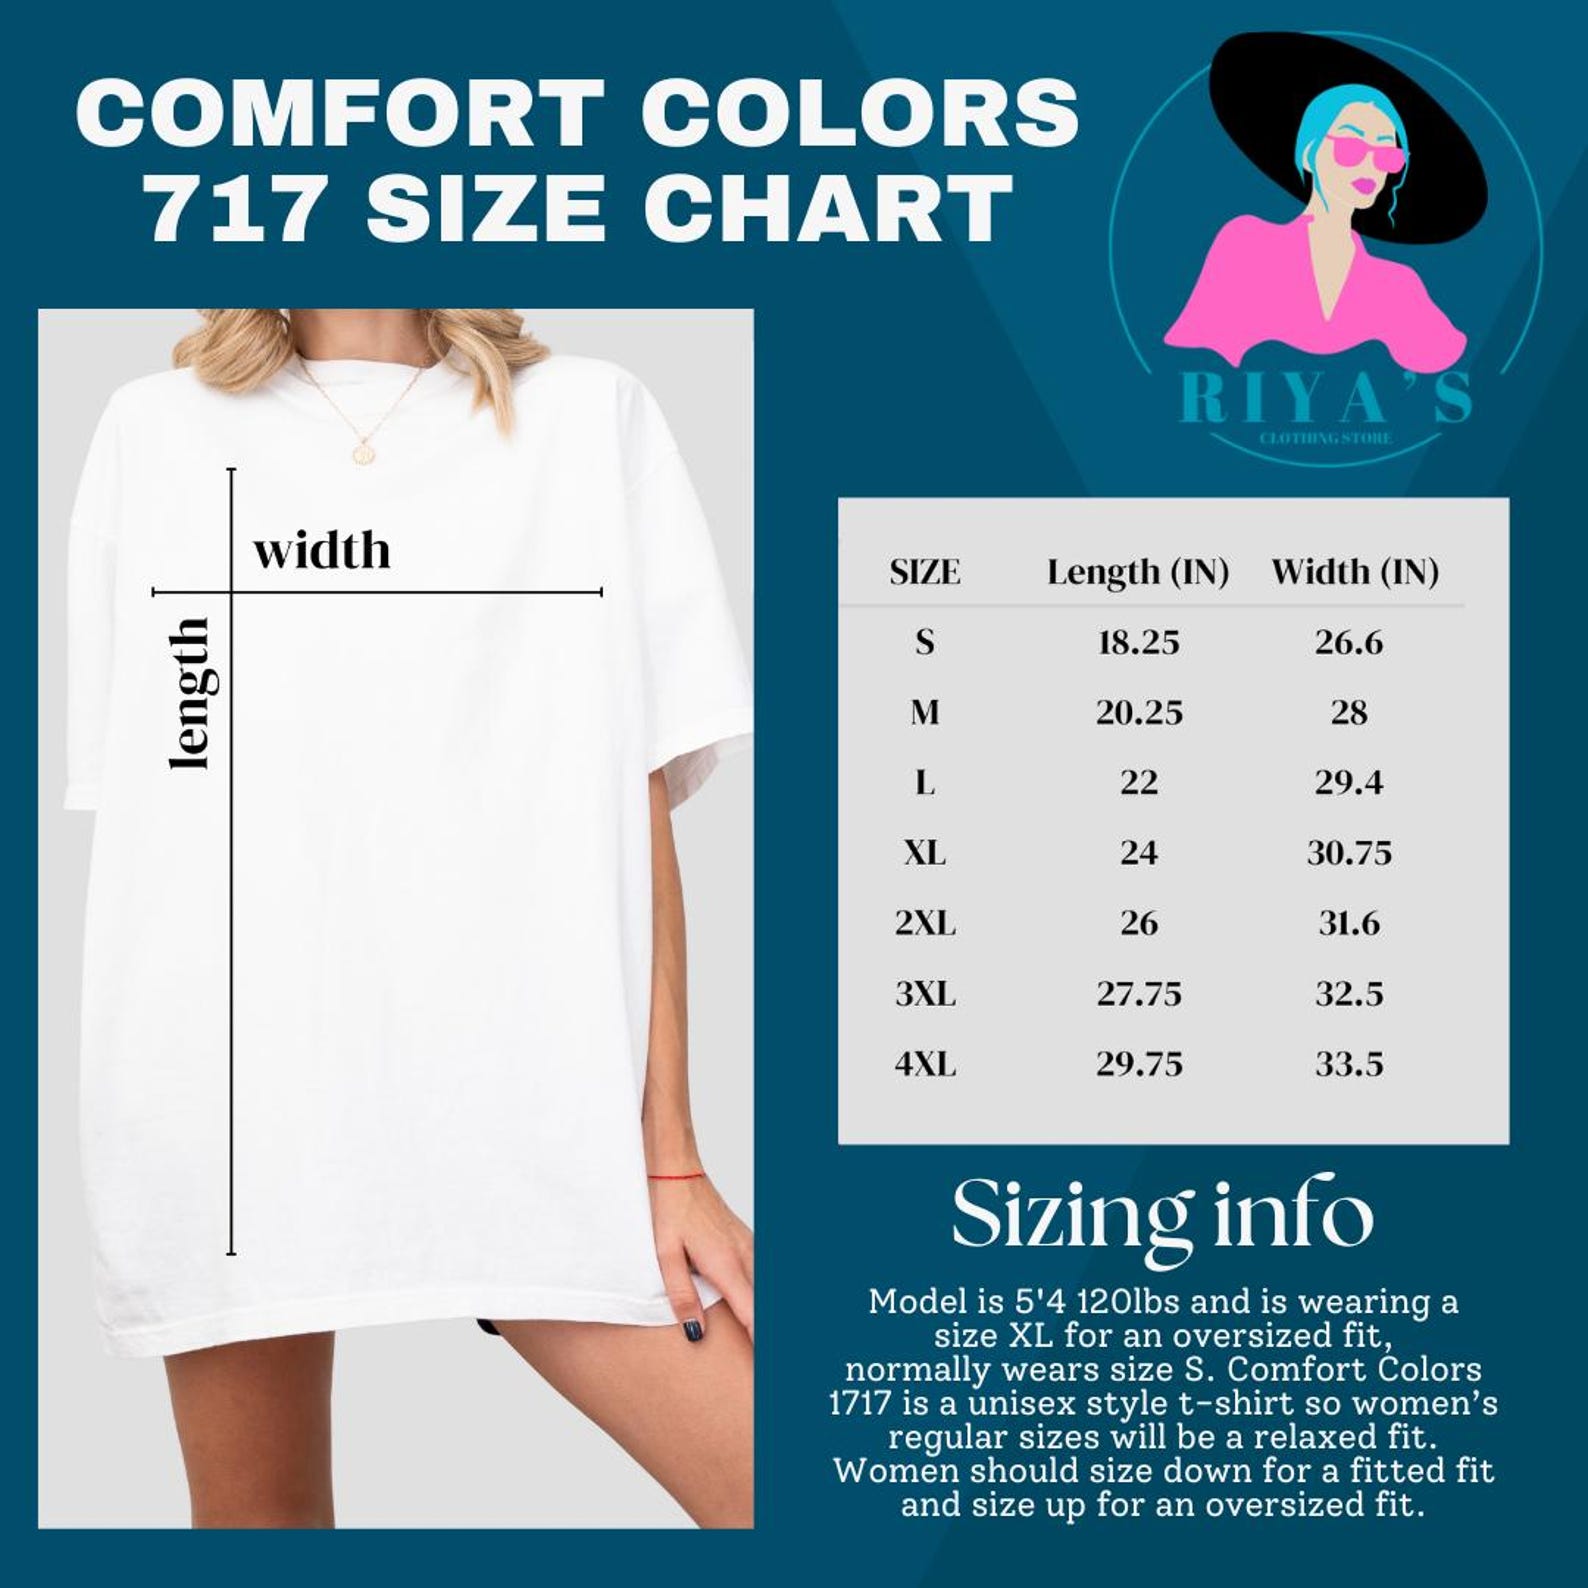 COMFORT COLORS
717 SIZE CHART
RIYA'S
CLOTHING STORE
width
length
SIZE Length (IN) Width (IN)
S 18.25 26.6
M 20.25 28
L 22 29.4
XL 24 30.75
2XL 26 31.6
3XL 27.75 32.5
4XL 29.75 33.5
Sizing info
Model is 5'4 120lbs and is wearing a
size XL for an oversized fit,
normally wears size S. Comfort Colors
1717 is a unisex style t-shirt so women's
regular sizes will be a relaxed fit.
Women should size down for a fitted fit
and size up for an oversized fit.